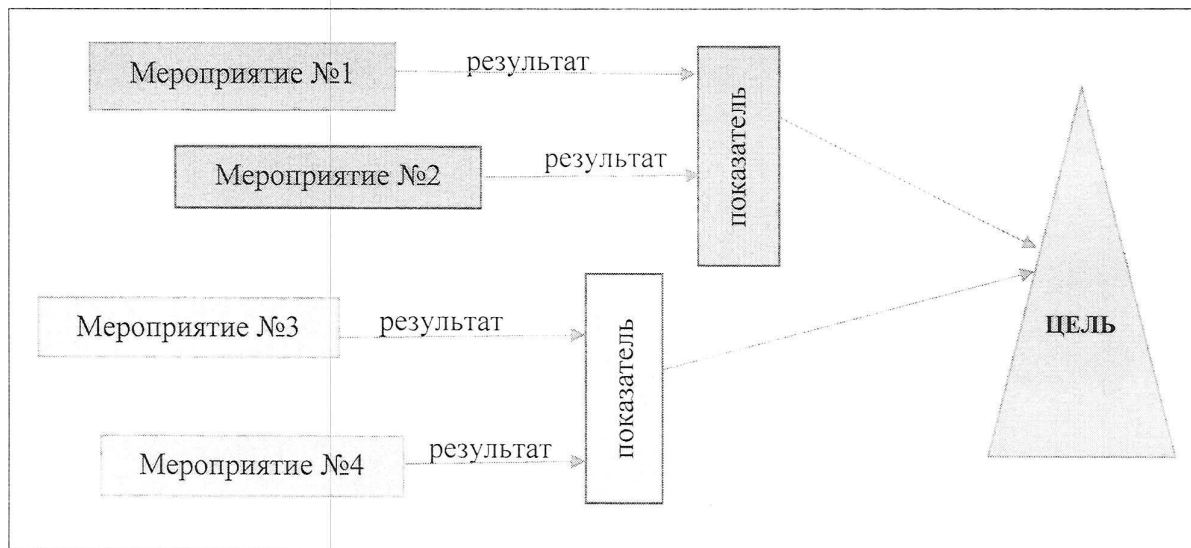 Мероприятие №1
результат
Мероприятие №2
результат
показатель
Мероприятие №3
результат
Мероприятие №4
результат
показатель
ЦЕЛЬ